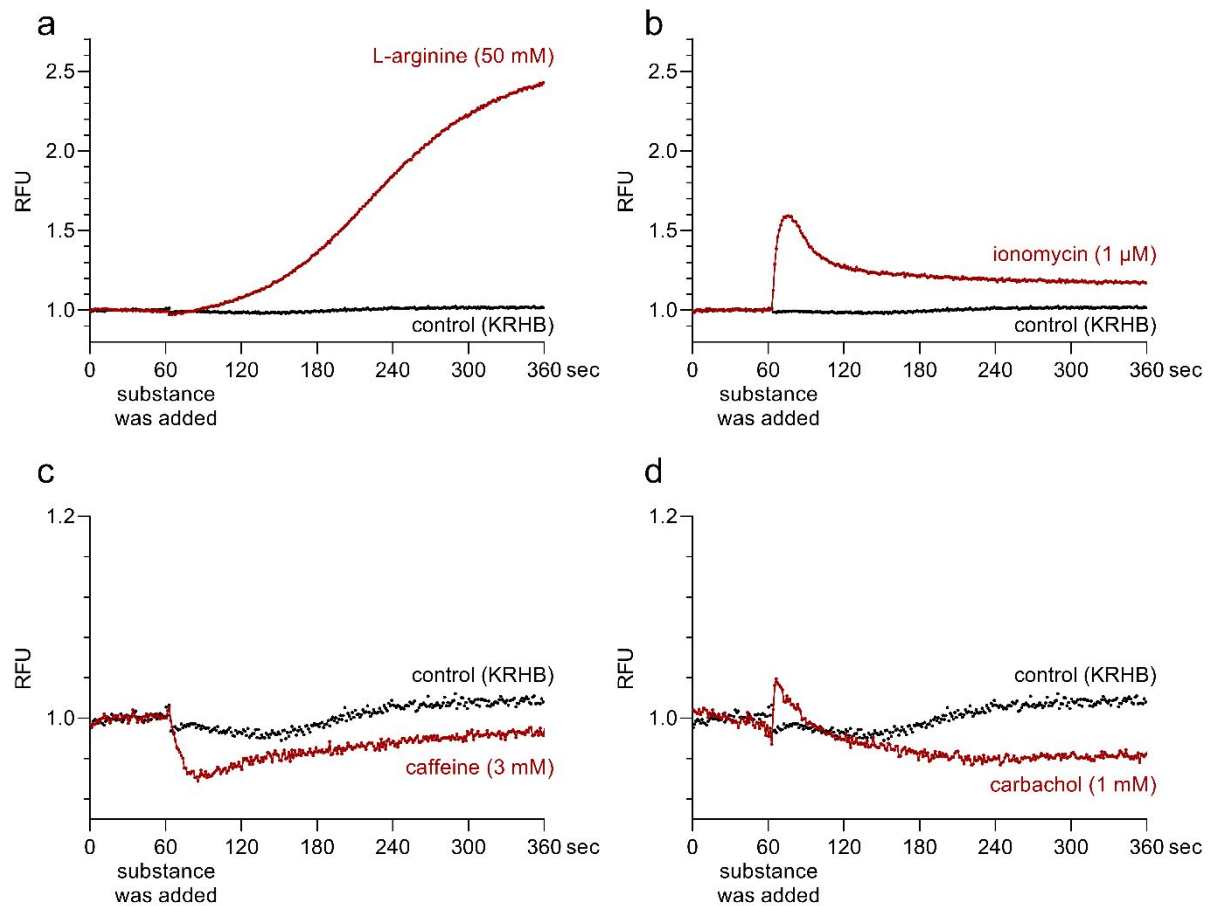 a
L-arginine (50 mM)
2.5
2.0
1.5
1.0
RFU
control (KRHB)
0 60 120 180 240 300 360 sec
substance
was added
b
2.5
2.0
1.5
1.0
RFU
ionomycin (1 µM)
control (KRHB)
0 60 120 180 240 300 360 sec
substance
was added
c
1.2
1.0
RFU
control (KRHB)
caffeine (3 mM)
0 60 120 180 240 300 360 sec
substance
was added
d
1.2
1.0
RFU
control (KRHB)
carbachol (1 mM)
0 60 120 180 240 300 360 sec
substance
was added